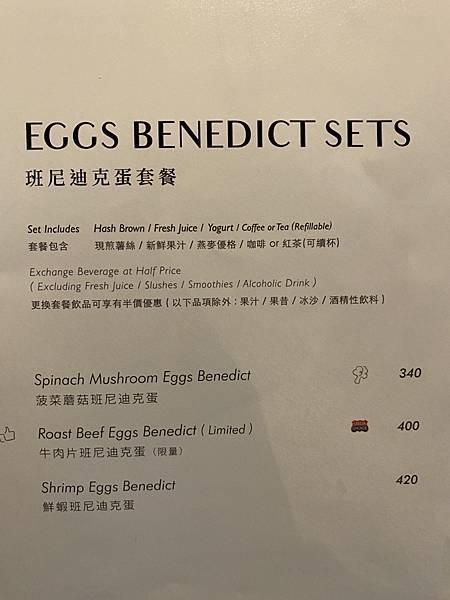 EGGS BENEDICT SETS
班尼迪克蛋套餐
Set Includes Hash Brown / Fresh Juice / Yogurt / Coffee or Tea (Refillable)
套餐包含 現煎薯絲 / 新鮮果汁 / 燕麥優格 / 咖啡 or 紅茶(可續杯)
Exchange Beverage at Half Price
( Excluding Fresh Juice / Slushes / Smoothies / Alcoholic Drink )
更換套餐飲品可享有半價優惠 ( 以下品項除外：果汁 / 果昔 / 冰沙 / 酒精性飲料 )
Spinach Mushroom Eggs Benedict 340
菠菜蘑菇班尼迪克蛋
Roast Beef Eggs Benedict ( Limited ) 400
牛肉片班尼迪克蛋（限量）
Shrimp Eggs Benedict 420
鮮蝦班尼迪克蛋